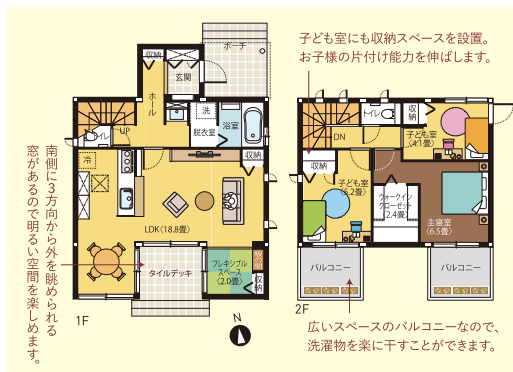 子ども室にも収納スペースを設置。
お子様の片付け能力を伸ばします。
収納
ポーチ
玄関
ホール
洗
脱衣室
浴室
トイレ
UP
冷
収納
LDK〈18.8畳〉
タイルデッキ
フレキシブル
スペース
〈2.0畳〉
収納
1F
N
南側に3方向から外を眺められる
窓があるので明るい空間を楽しめます。
トイレ
収納
DN
子ども室
〈4.1畳〉
収納
子ども室
〈5.2畳〉
ウォークイン
クローゼット
〈2.4畳〉
主寝室
〈6.5畳〉
バルコニー
バルコニー
2F
広いスペースのバルコニーなので、
洗濯物を楽に干すことができます。